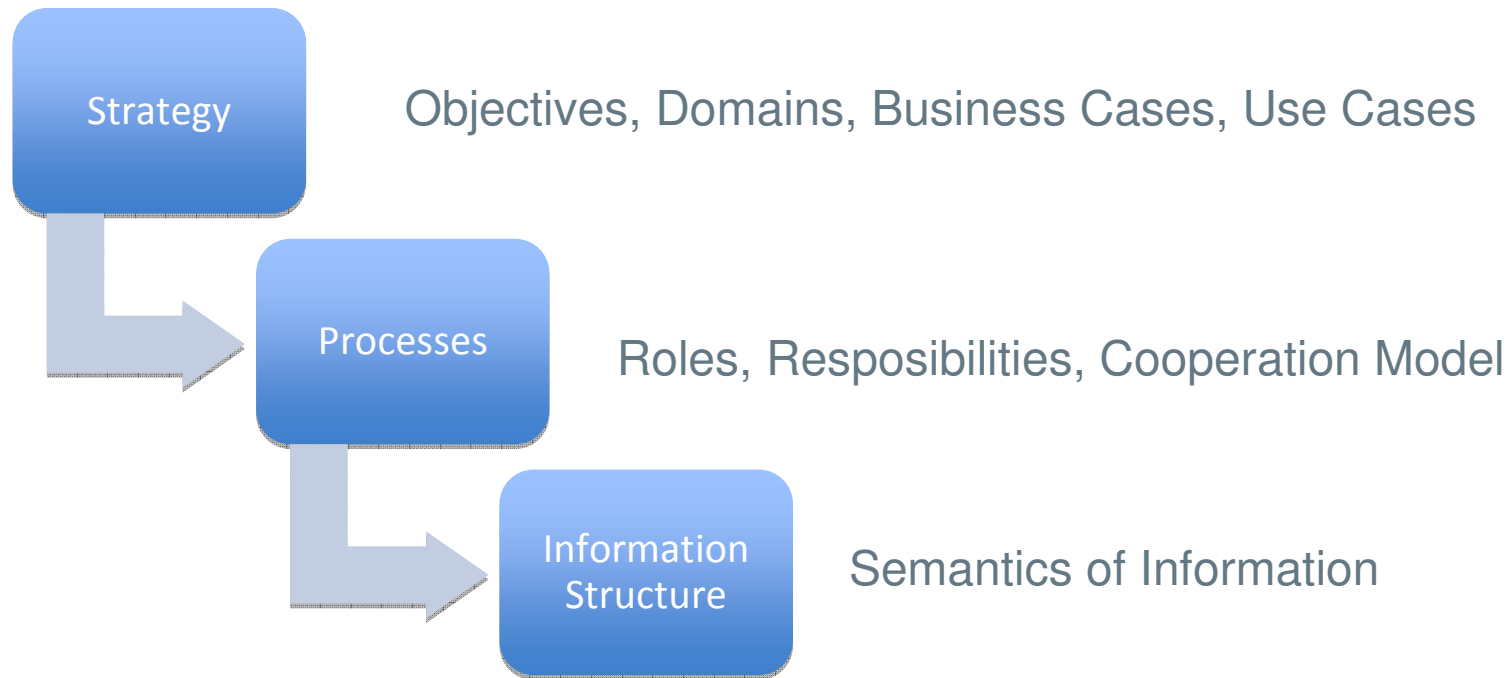 Strategy
Objectives, Domains, Business Cases, Use Cases
Processes
Roles, Resposibilities, Cooperation Model
Information
Structure
Semantics of Information